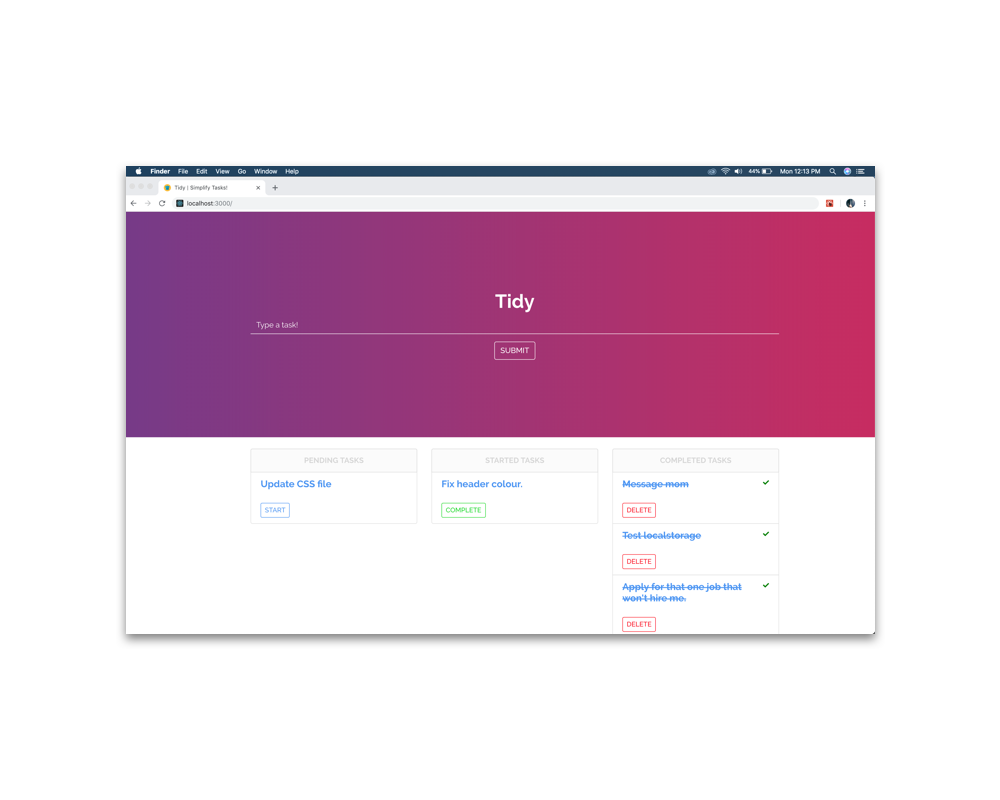 Finder File Edit View Go Window Help 44% Mon 12:13 PM
Tidy | Simplify Tasks!
localhost:3000/
Tidy
Type a task!
SUBMIT
PENDING TASKS
Update CSS file
START
STARTED TASKS
Fix header colour.
COMPLETE
COMPLETED TASKS
Message mom
DELETE
Test localstorage
DELETE
Apply for that one job that
won't hire me.
DELETE